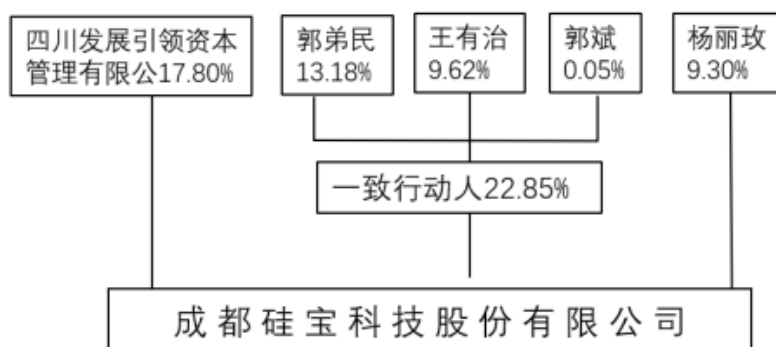 四川发展引领资本
管理有限公17.80%
郭弟民
13.18%
王有治
9.62%
郭斌
0.05%
杨丽玫
9.30%
一致行动人22.85%
成都硅宝科技股份有限公司